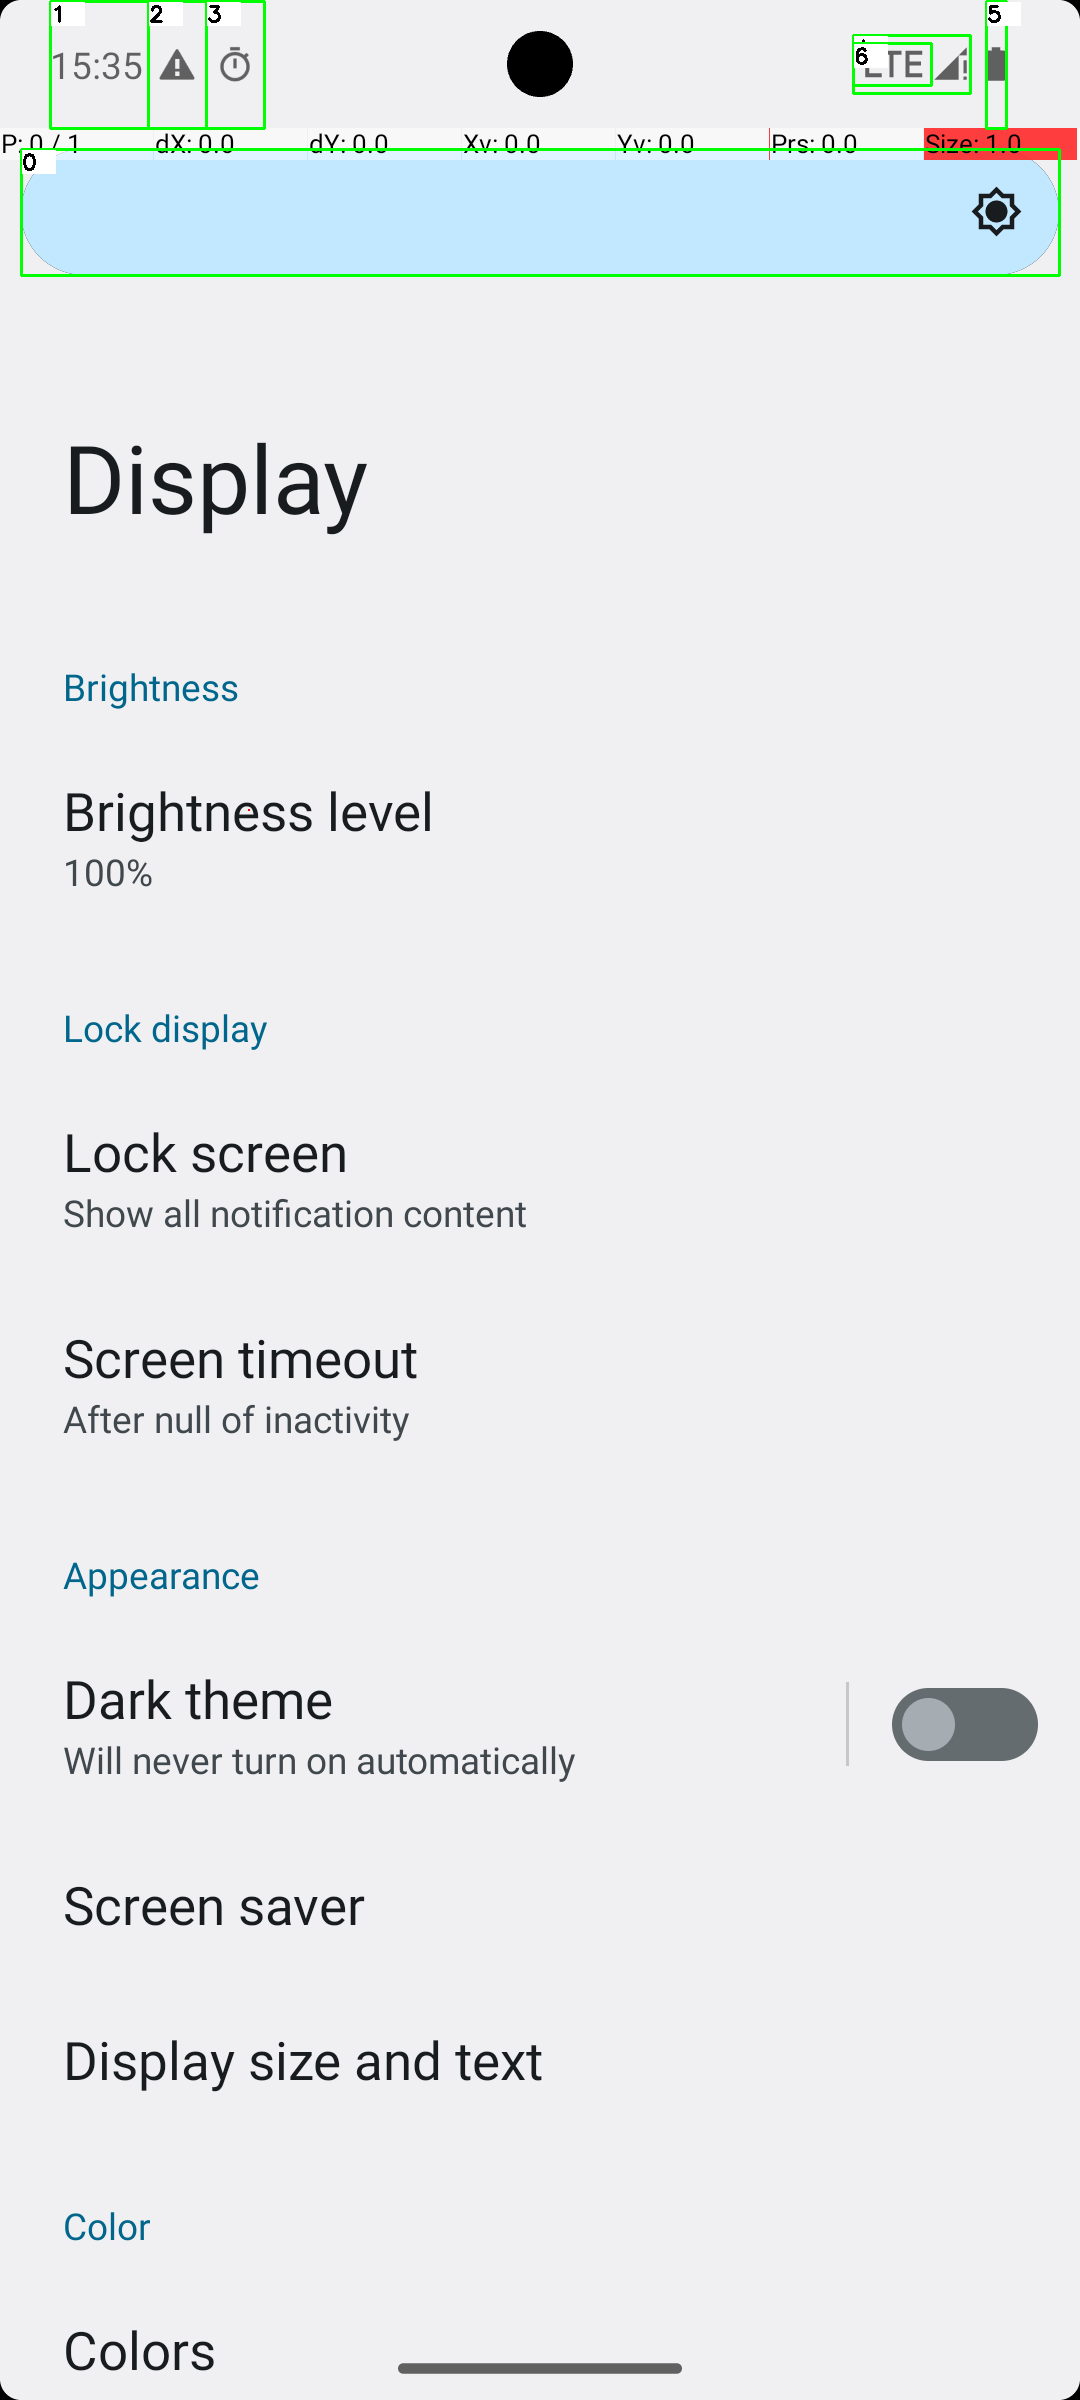 1 2 3 5
15:35 6 LTE
P: 0 / 1 dX: 0.0 dY: 0.0 Xv: 0.0 Yv: 0.0 Prs: 0.0 Size: 1.0
0
Display
Brightness
Brightness level
100%
Lock display
Lock screen
Show all notification content
Screen timeout
After null of inactivity
Appearance
Dark theme
Will never turn on automatically
Screen saver
Display size and text
Color
Colors